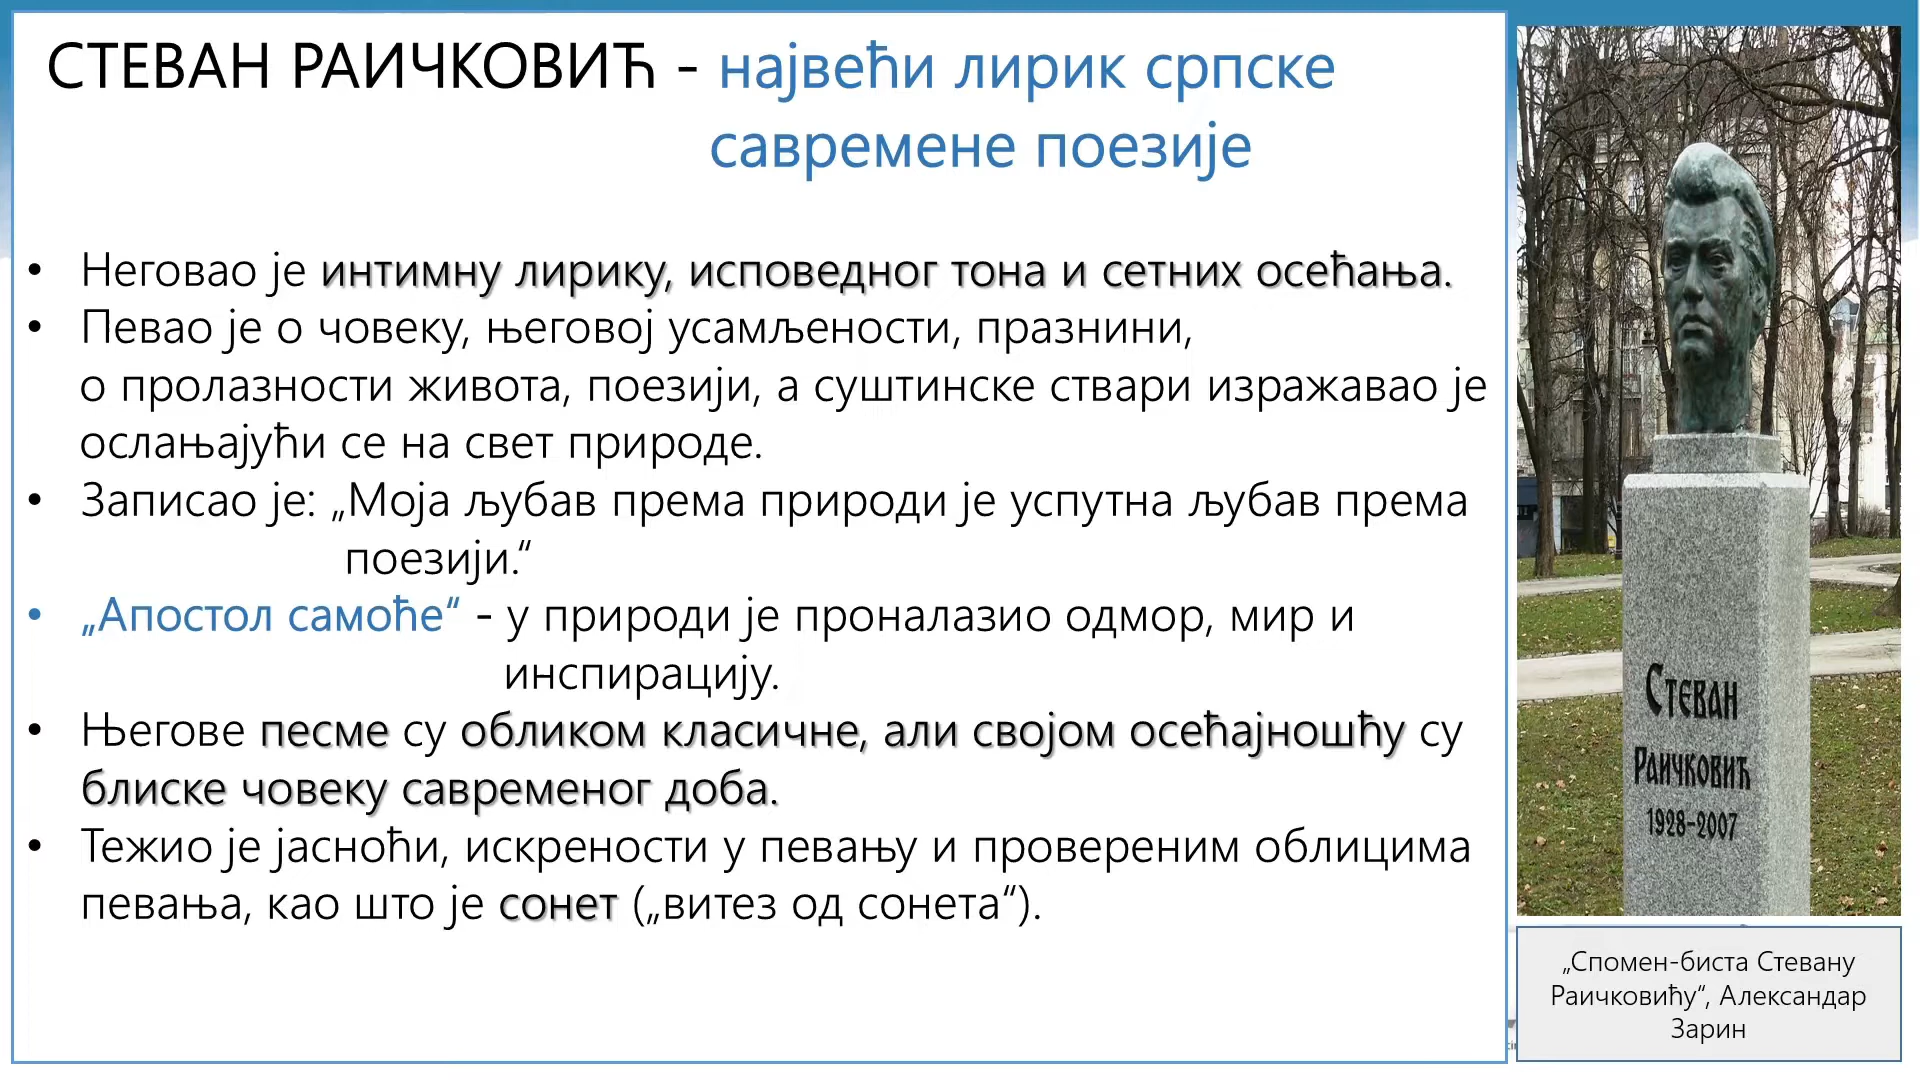 СТЕВАН РАИЧКОВИЋ - највећи лирик српске
савремене поезије
• Неговао је интимну лирику, исповедног тона и сетних осећања.
• Певао је о човеку, његовој усамљености, празнини,
о пролазности живота, поезији, а суштинске ствари изражавао је
ослањајући се на свет природе.
• Записао је: „Моја љубав према природи је успутна љубав према
поезији.“
• „Апостол самоће“ - у природи је проналазио одмор, мир и
инспирацију.
• Његове песме су обликом класичне, али својом осећајношћу су
блиске човеку савременог доба.
• Тежио је јасноћи, искрености у певању и провереним облицима
певања, као што је сонет („витез од сонета“).
Стеван
Раичковић
1928-2007
„Спомен-биста Стевану
Раичковићу“, Александар
Зарин